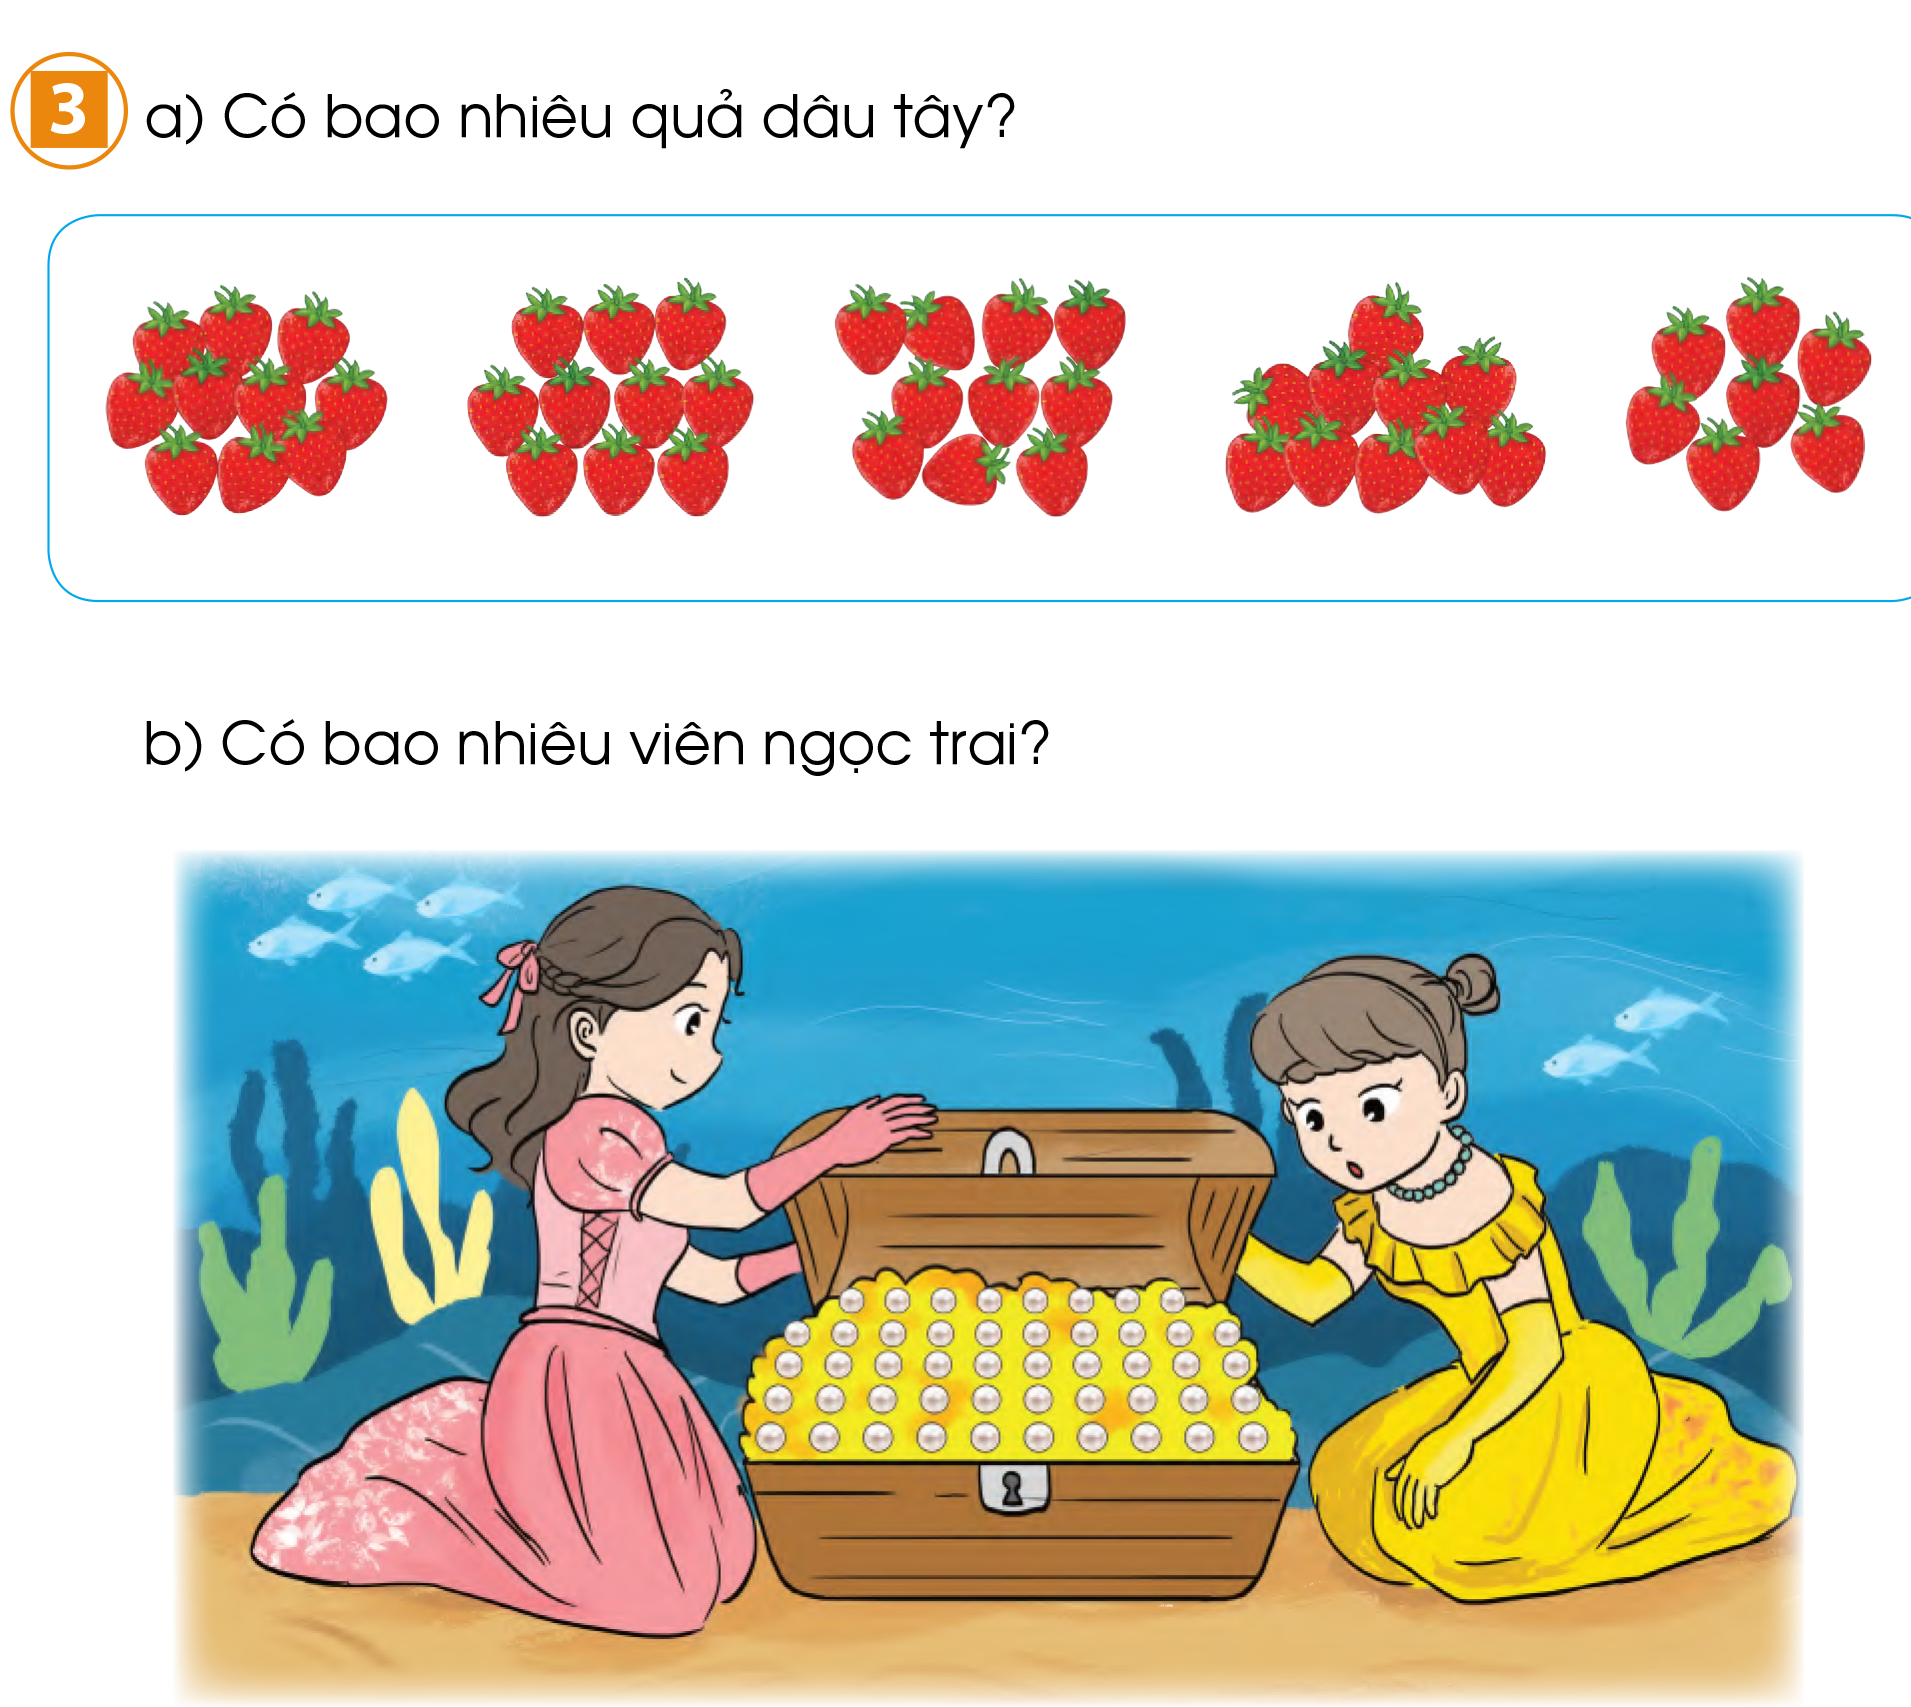 3 a) Có bao nhiêu quả dâu tây?
b) Có bao nhiêu viên ngọc trai?